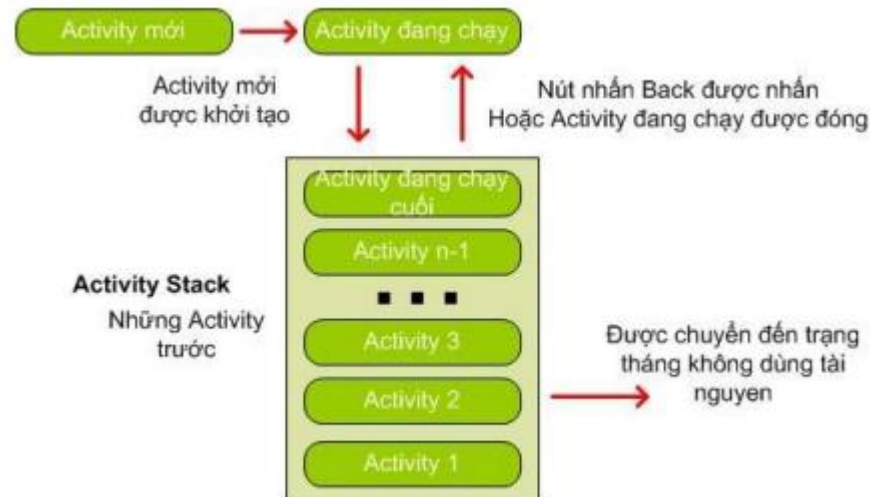 Activity mới
Activity đang chạy
Activity mởi
được khởi tạo
Nút nhấn Back được nhấn
Hoặc Activity đang chạy được đóng
Activity đang chạy
cuối
Activity n-1
Activity Stack
Những Activity
trước
Activity 3
Activity 2
Activity 1
Được chuyển đến trạng
tháng không dùng tài
nguyen